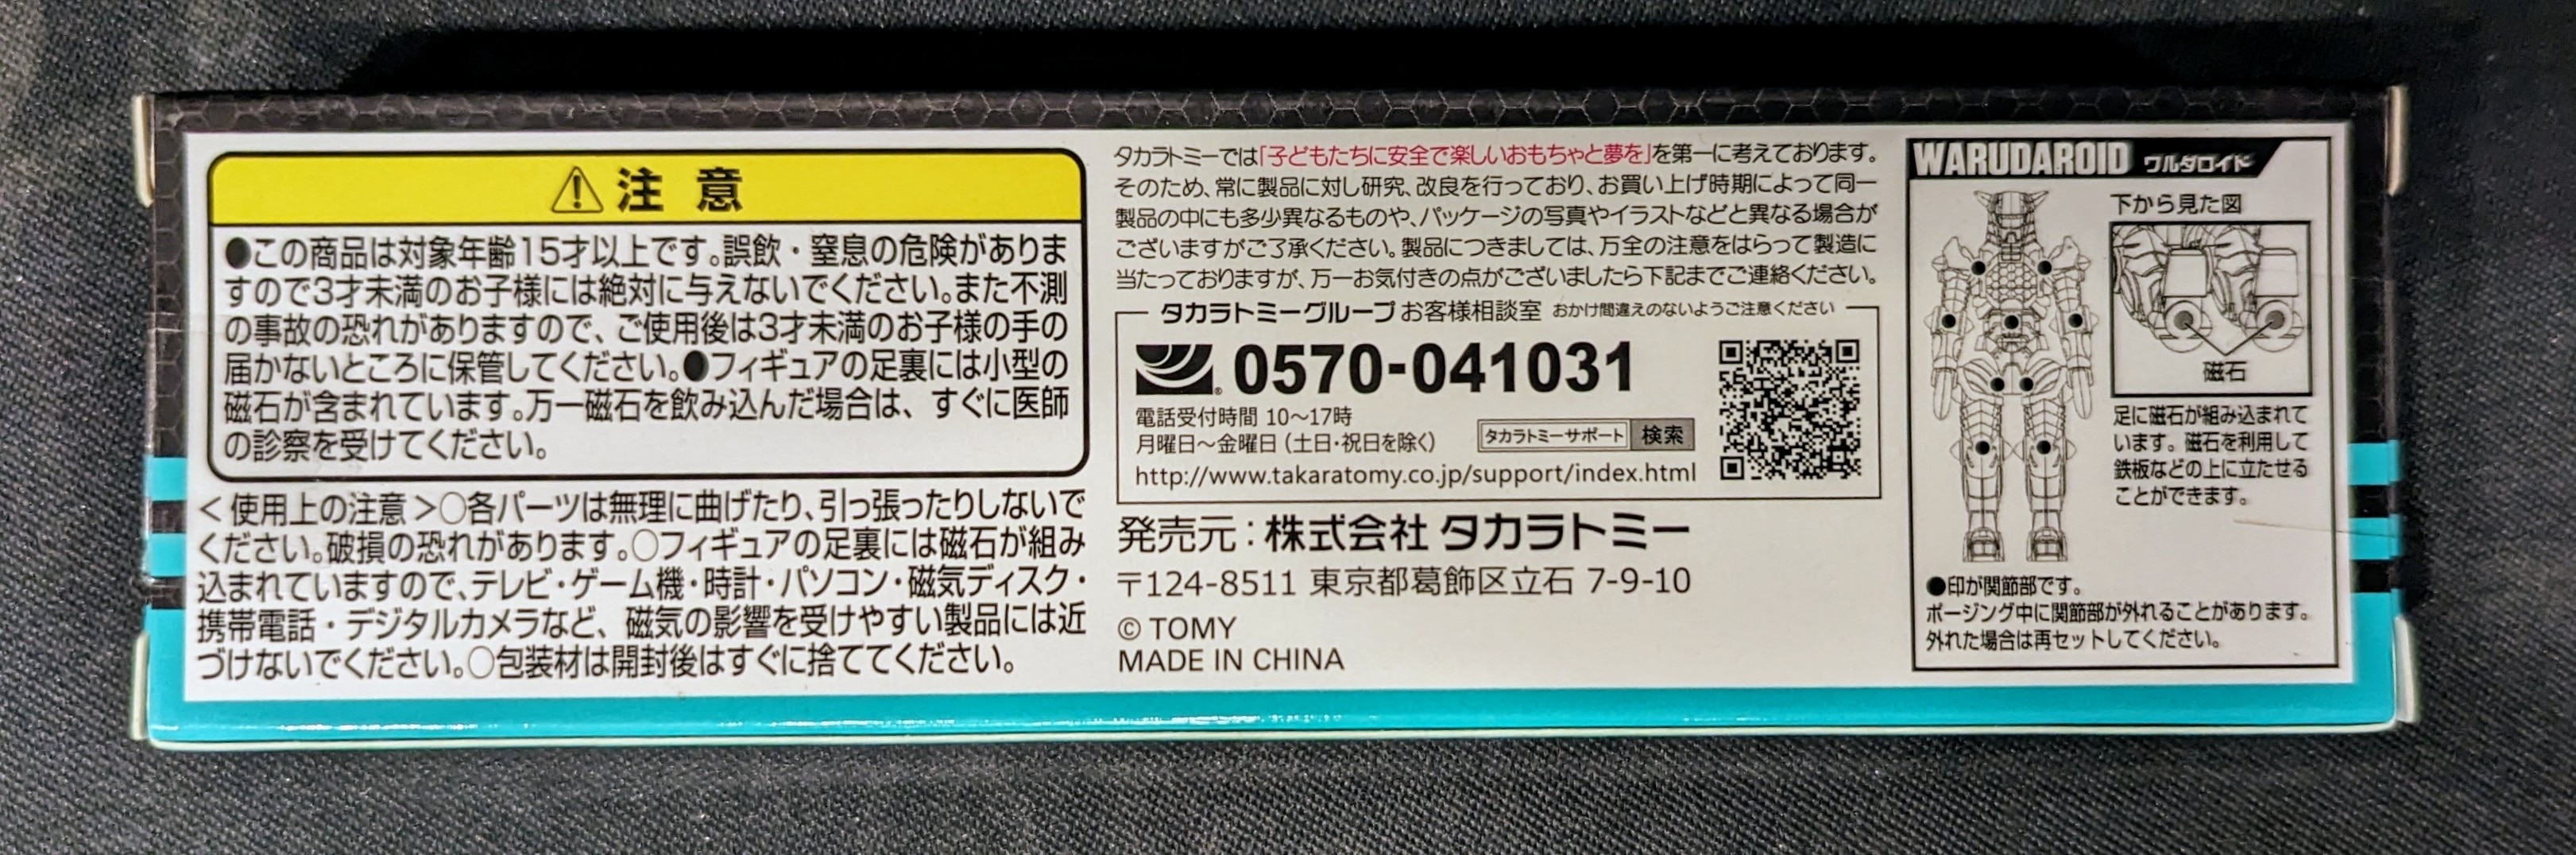 ⚠注意
●この商品は対象年齢15才以上です。誤飲・窒息の危険がありま
すので3才未満のお子様には絶対に与えないでください。また不測
の事故の恐れがありますので、ご使用後は3才未満のお子様の手の
届かないところに保管してください。●フィギュアの足裏には小型の
磁石が含まれています。万一磁石を飲み込んだ場合は、すぐに医師
の診察を受けてください。
＜使用上の注意＞○各パーツは無理に曲げたり、引っ張ったりしないで
ください。破損の恐れがあります。○フィギュアの足裏には磁石が組み
込まれていますので、テレビ・ゲーム機・時計・パソコン・磁気ディスク・
携帯電話・デジタルカメラなど、磁気の影響を受けやすい製品には近
づけないでください。○包装材は開封後はすぐに捨ててください。
タカラトミーでは「子どもたちに安全で楽しいおもちゃと夢を」を第一に考えております。
そのため、常に製品に対し研究、改良を行っており、お買い上げ時期によって同一
製品の中にも多少異なるものや、パッケージの写真やイラストなどと異なる場合が
ございますがご了承ください。製品につきましては、万全の注意をはらって製造に
当たっておりますが、万一お気付きの点がございましたら下記までご連絡ください。
タカラトミーグループお客様相談室 おかけ間違えのないようご注意ください
0570-041031
電話受付時間 10〜17時
月曜日〜金曜日（土日・祝日を除く）
タカラトミーサポート 検索
http://www.takaratomy.co.jp/support/index.html
発売元：株式会社 タカラトミー
〒124-8511 東京都葛飾区立石 7-9-10
© TOMY
MADE IN CHINA
WARUDAROID ワルダロイド
下から見た図
磁石
足に磁石が組み込まれて
います。磁石を利用して
鉄板などの上に立たせる
ことができます。
●印が関節部です。
ポージング中に関節部が外れることがあります。
外れた場合は再セットしてください。